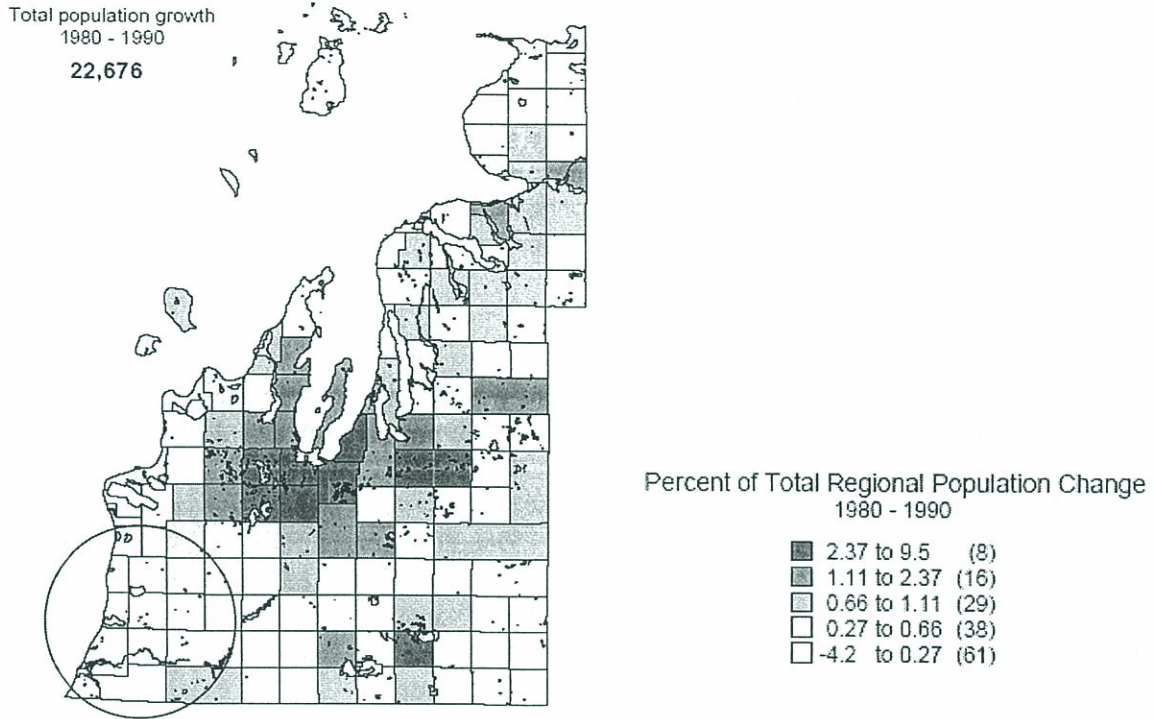 Total population growth
1980 - 1990
22,676
Percent of Total Regional Population Change
1980 - 1990
2.37 to 9.5 (8)
1.11 to 2.37 (16)
0.66 to 1.11 (29)
0.27 to 0.66 (38)
-4.2 to 0.27 (61)